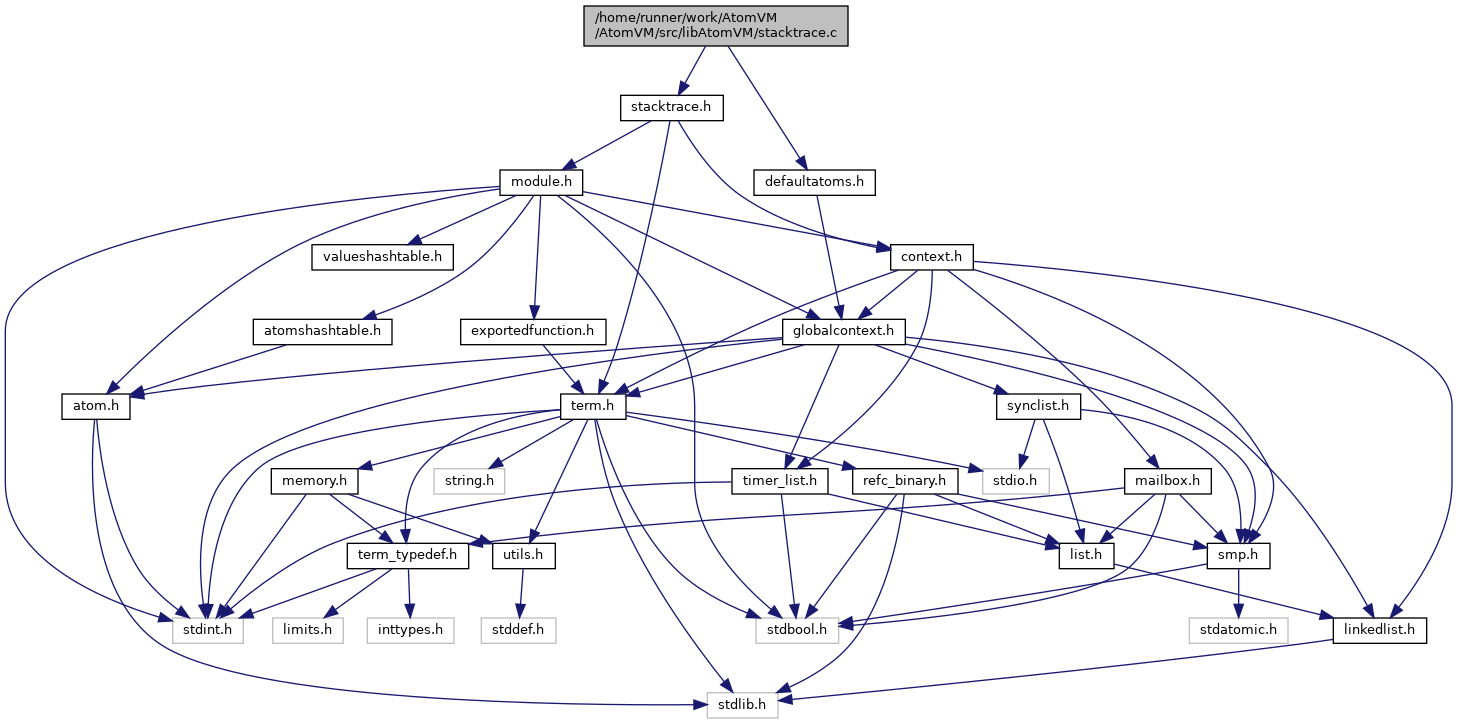 /home/runner/work/AtomVM
/AtomVM/src/libAtomVM/stacktrace.c
stacktrace.h
module.h
defaultatoms.h
valueshashtable.h
context.h
atomshashtable.h
exportedfunction.h
globalcontext.h
atom.h
term.h
synclist.h
memory.h
string.h
timer_list.h
refc_binary.h
stdio.h
mailbox.h
term_typedef.h
utils.h
list.h
smp.h
stdint.h
limits.h
inttypes.h
stddef.h
stdbool.h
stdatomic.h
linkedlist.h
stdlib.h